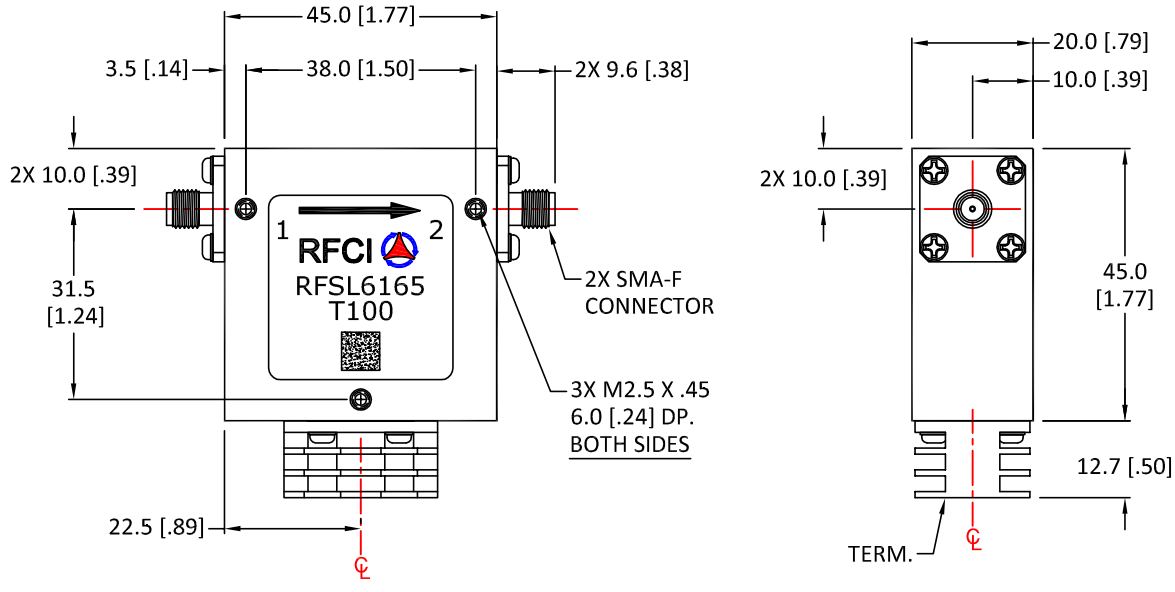 45.0 [1.77]
3.5 [.14]
38.0 [1.50]
2X 9.6 [.38]
2X 10.0 [.39]
31.5
[1.24]
1
2
RFCI
RFSL6165
T100
2X SMA-F
CONNECTOR
3X M2.5 X .45
6.0 [.24] DP.
BOTH SIDES
22.5 [.89]
℄
20.0 [.79]
10.0 [.39]
2X 10.0 [.39]
45.0
[1.77]
12.7 [.50]
TERM.
℄